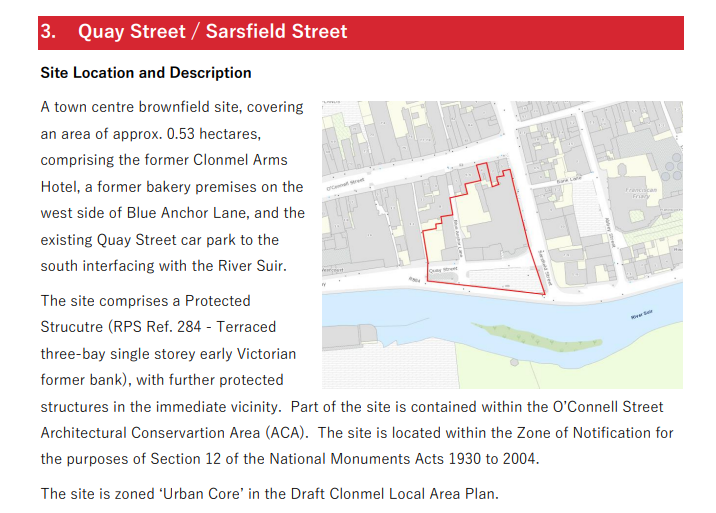 3. Quay Street / Sarsfield Street
Site Location and Description
A town centre brownfield site, covering
an area of approx. 0.53 hectares,
comprising the former Clonmel Arms
Hotel, a former bakery premises on the
west side of Blue Anchor Lane, and the
existing Quay Street car park to the
south interfacing with the River Suir.
The site comprises a Protected
Strucutre (RPS Ref. 284 - Terraced
three-bay single storey early Victorian
former bank), with further protected
structures in the immediate vicinity. Part of the site is contained within the O’Connell Street
Architectural Conservartion Area (ACA). The site is located within the Zone of Notification for
the purposes of Section 12 of the National Monuments Acts 1930 to 2004.
The site is zoned ‘Urban Core’ in the Draft Clonmel Local Area Plan.
O'Connell Street
Quay Street
Sarsfield Street
Abbey Street
Franciscan
Friary
River Suir